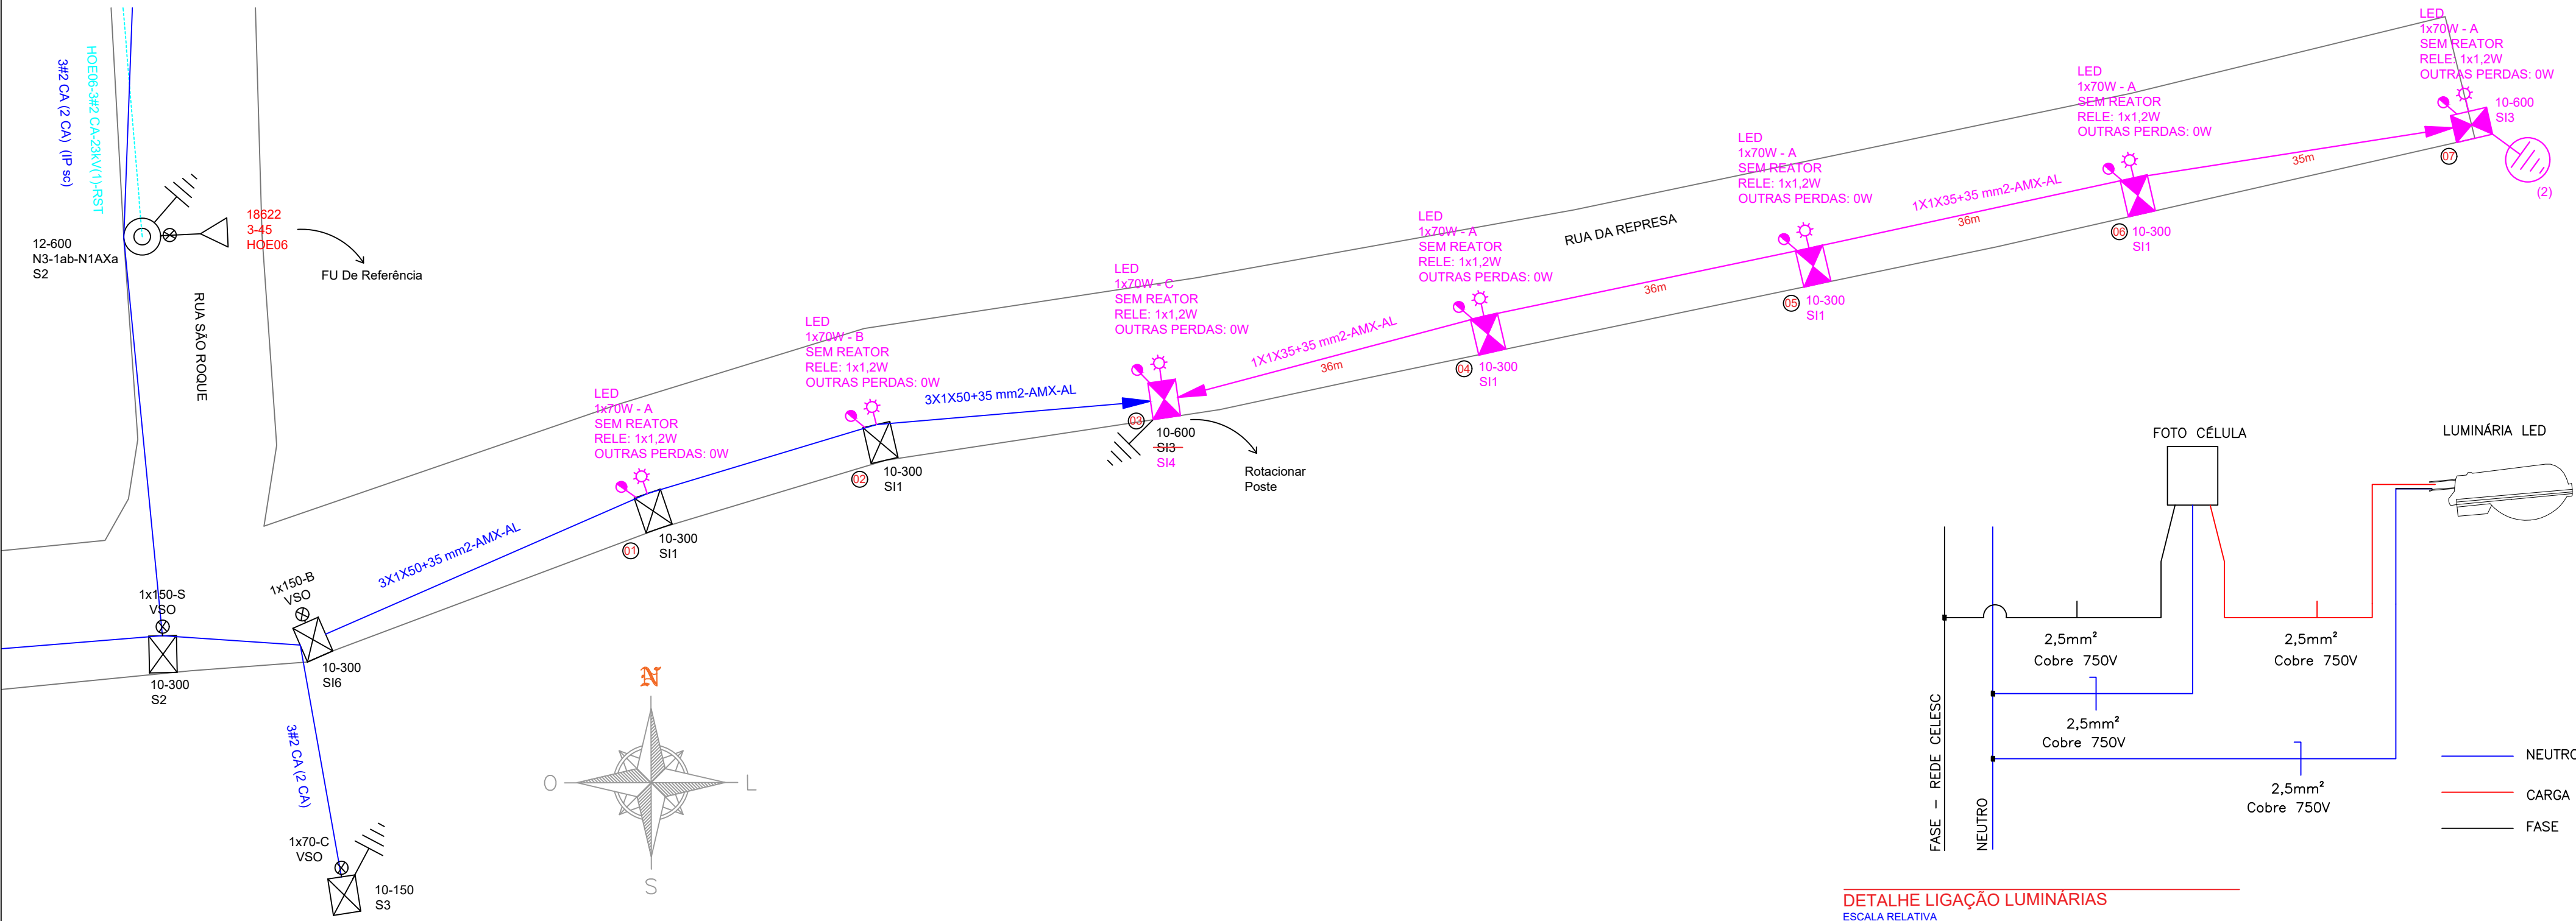 3#2 CA (2 CA)  (IP sc)
HOE06-3#2 CA-23kV(1)-RST
12-600
N3-1ab-N1AXa
S2
18622
3-45
HOE06
FU De Referência
RUA SÃO ROQUE
1x150-S
VSO
10-300
S2
1x150-B
VSO
10-300
SI6
3#2 CA (2 CA)
1x70-C
VSO
10-150
S3
3X1X50+35 mm2-AMX-AL
LED
1x70W - A
SEM REATOR
RELE: 1x1,2W
OUTRAS PERDAS: 0W
01
10-300
SI1
LED
1x70W - B
SEM REATOR
RELE: 1x1,2W
OUTRAS PERDAS: 0W
02
10-300
SI1
3X1X50+35 mm2-AMX-AL
LED
1x70W - C
SEM REATOR
RELE: 1x1,2W
OUTRAS PERDAS: 0W
03
10-600
SI3
SI4
Rotacionar
Poste
1X1X35+35 mm2-AMX-AL
36m
LED
1x70W - A
SEM REATOR
RELE: 1x1,2W
OUTRAS PERDAS: 0W
04
10-300
SI1
RUA DA REPRESA
36m
LED
1x70W - A
SEM REATOR
RELE: 1x1,2W
OUTRAS PERDAS: 0W
05
10-300
SI1
1X1X35+35 mm2-AMX-AL
36m
LED
1x70W - A
SEM REATOR
RELE: 1x1,2W
OUTRAS PERDAS: 0W
06
10-300
SI1
35m
LED
1x70W - A
SEM REATOR
RELE: 1x1,2W
OUTRAS PERDAS: 0W
10-600
SI3
07
(2)
N
O
L
S
FOTO CÉLULA
LUMINÁRIA LED
2,5mm²
Cobre 750V
2,5mm²
Cobre 750V
2,5mm²
Cobre 750V
2,5mm²
Cobre 750V
FASE - REDE CELESC
NEUTRO
NEUTRO
CARGA
FASE
DETALHE LIGAÇÃO LUMINÁRIAS
ESCALA RELATIVA